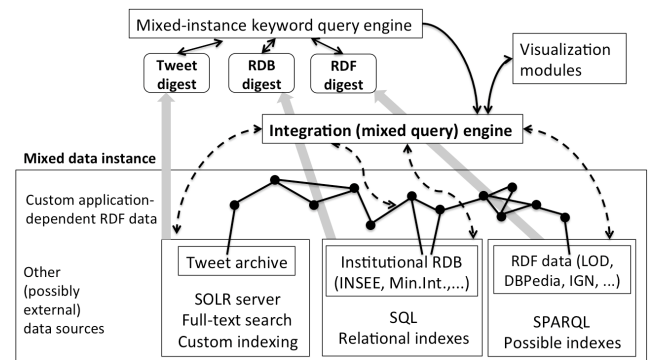 Mixed-instance keyword query engine
Tweet
digest
RDB
digest
RDF
digest
Visualization
modules
Integration (mixed query) engine
Mixed data instance
Custom application-
dependent RDF data
Other
(possibly
external)
data sources
Tweet archive
SOLR server
Full-text search
Custom indexing
Institutional RDB
(INSEE, Min.Int.,...)
SQL
Relational indexes
RDF data (LOD,
DBPedia, IGN, ...)
SPARQL
Possible indexes